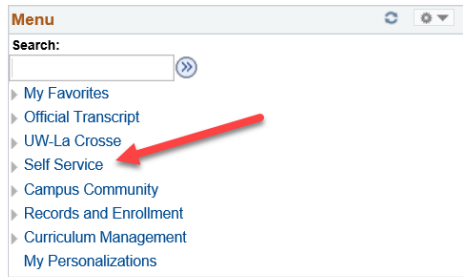 Menu
Search:
My Favorites
Official Transcript
UW-La Crosse
Self Service
Campus Community
Records and Enrollment
Curriculum Management
My Personalizations